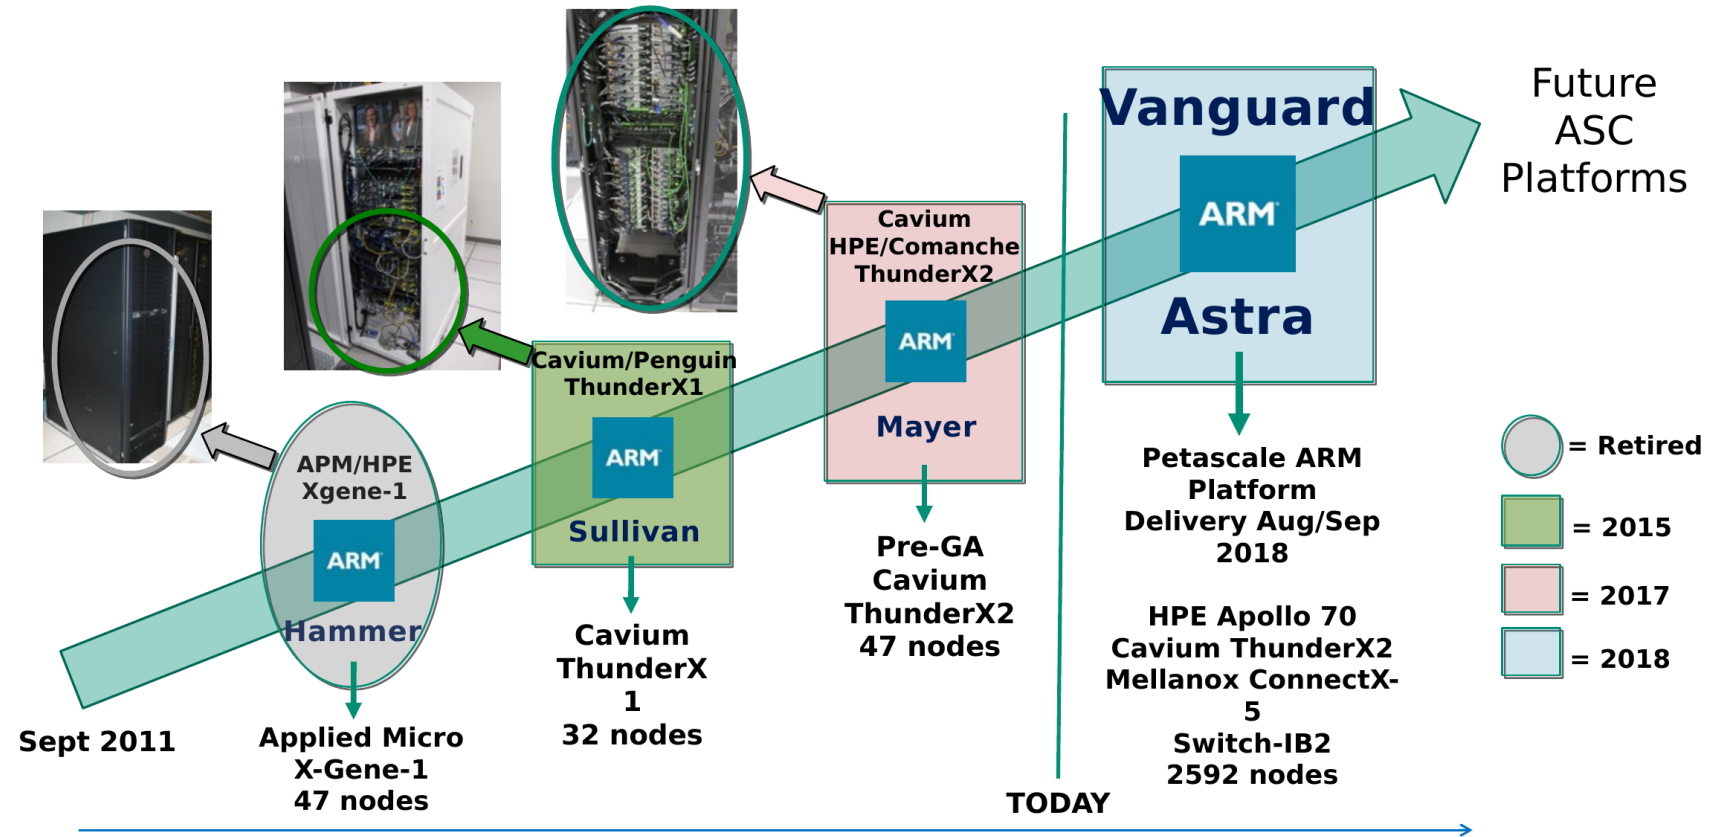 Future
ASC
Platforms
Vanguard
ARM
Astra
Cavium
HPE/Comanche
ThunderX2
ARM
Mayer
Cavium/Penguin
ThunderX1
ARM
Sullivan
APM/HPE
Xgene-1
ARM
Hammer
Sept 2011
Applied Micro
X-Gene-1
47 nodes
Cavium
ThunderX
1
32 nodes
Pre-GA
Cavium
ThunderX2
47 nodes
TODAY
Petascale ARM
Platform
Delivery Aug/Sep
2018
HPE Apollo 70
Cavium ThunderX2
Mellanox ConnectX-
5
Switch-IB2
2592 nodes
= Retired
= 2015
= 2017
= 2018